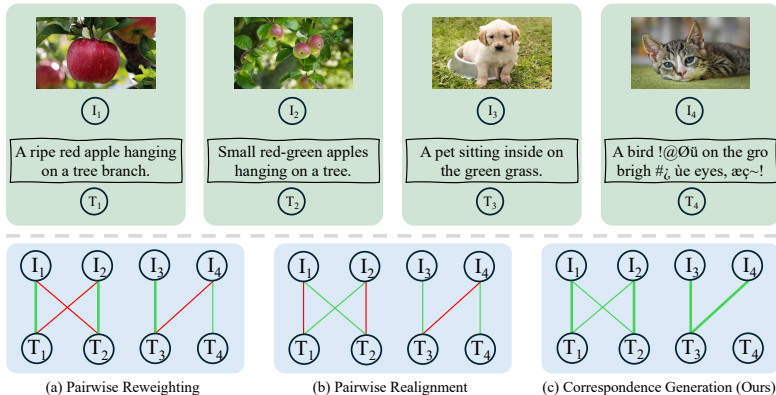 I₁ I₂ I₃ I₄
A ripe red apple hanging
on a tree branch.
Small red-green apples
hanging on a tree.
A pet sitting inside on
the green grass.
A bird !@Øü on the gro
brigh #¿ ùe eyes, æç~!
T₁ T₂ T₃ T₄
I₁ I₂ I₃ I₄
T₁ T₂ T₃ T₄
(a) Pairwise Reweighting
I₁ I₂ I₃ I₄
T₁ T₂ T₃ T₄
(b) Pairwise Realignment
I₁ I₂ I₃ I₄
T₁ T₂ T₃ T₄
(c) Correspondence Generation (Ours)